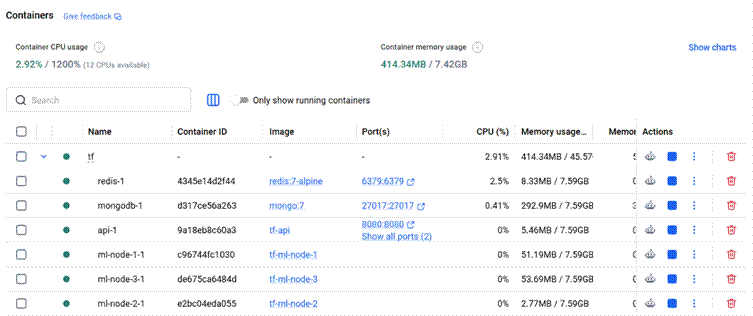 Containers Give feedback
Container CPU usage Container memory usage
2.92% / 1200% (12 CPUs available) 414.34MB / 7.42GB Show charts
Search Only show running containers
Name Container ID Image Port(s) CPU (%) Memory usage... Memor Actions
tf - - - 2.91% 414.34MB / 45.57
redis-1 4345e14d2f44 redis:7-alpine 6379:6379 2.5% 8.33MB / 7.59GB
mongodb-1 d317ce56a263 mongo:7 27017:27017 0.41% 292.9MB / 7.59GB
api-1 9a18eb8c60a3 tf-api 8080:8080 0% 5.46MB / 7.59GB
Show all ports (2)
ml-node-1-1 c96744fc1030 tf-ml-node-1 0% 51.19MB / 7.59GB
ml-node-3-1 de675ca6484d tf-ml-node-3 0% 53.69MB / 7.59GB
ml-node-2-1 e2bc04eda055 tf-ml-node-2 0% 2.77MB / 7.59GB